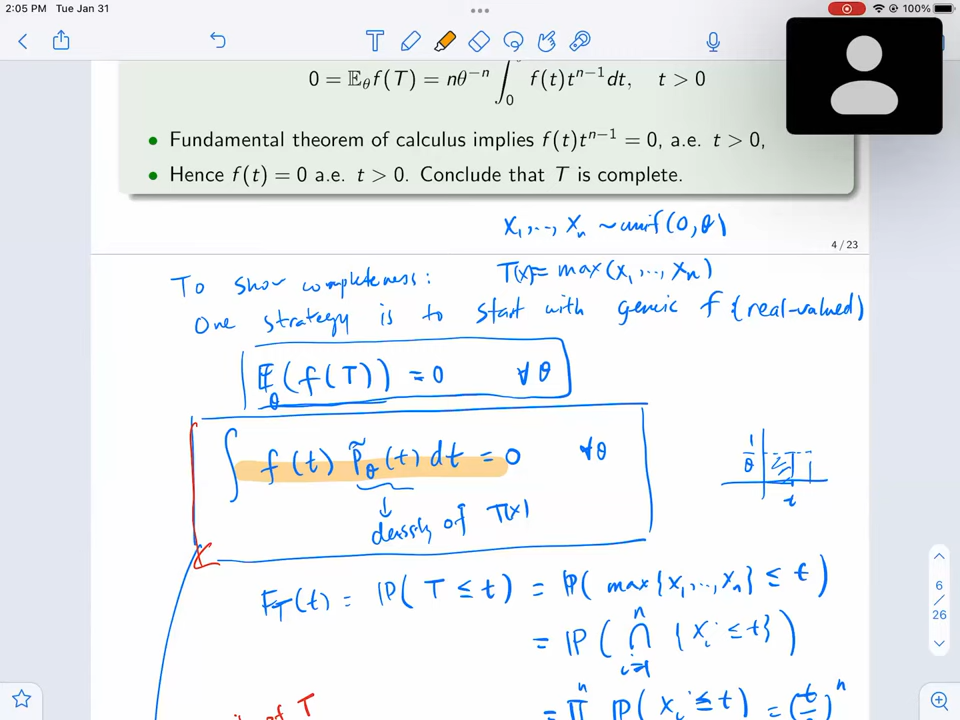 2:05 PM Tue Jan 31
100%
0 = 𝔼_θ f(T) = nθ^{-n} ∫_0 f(t)t^{n-1}dt, t > 0
• Fundamental theorem of calculus implies f(t)t^{n-1} = 0, a.e. t > 0,
• Hence f(t) = 0 a.e. t > 0. Conclude that T is complete.
X_1,..., X_n ~ unif(0,θ)
4 / 23
To show completeness:
T(x) = max(X_1,..., X_n)
One strategy is to start with generic f (real-valued)
𝔼_θ(f(T)) = 0 ∀θ
∫ f(t) p̃_θ(t) dt = 0 ∀θ
1/θ
t
↓
density of T(X)
F_T(t) = ℙ(T ≤ t) = ℙ(max{X_1,...,X_n} ≤ t)
= ℙ(∩_{i=1}^n {X_i ≤ t})
= ∏^n ℙ(X_i ≤ t) = (t/θ)^n
of T
6
/
26